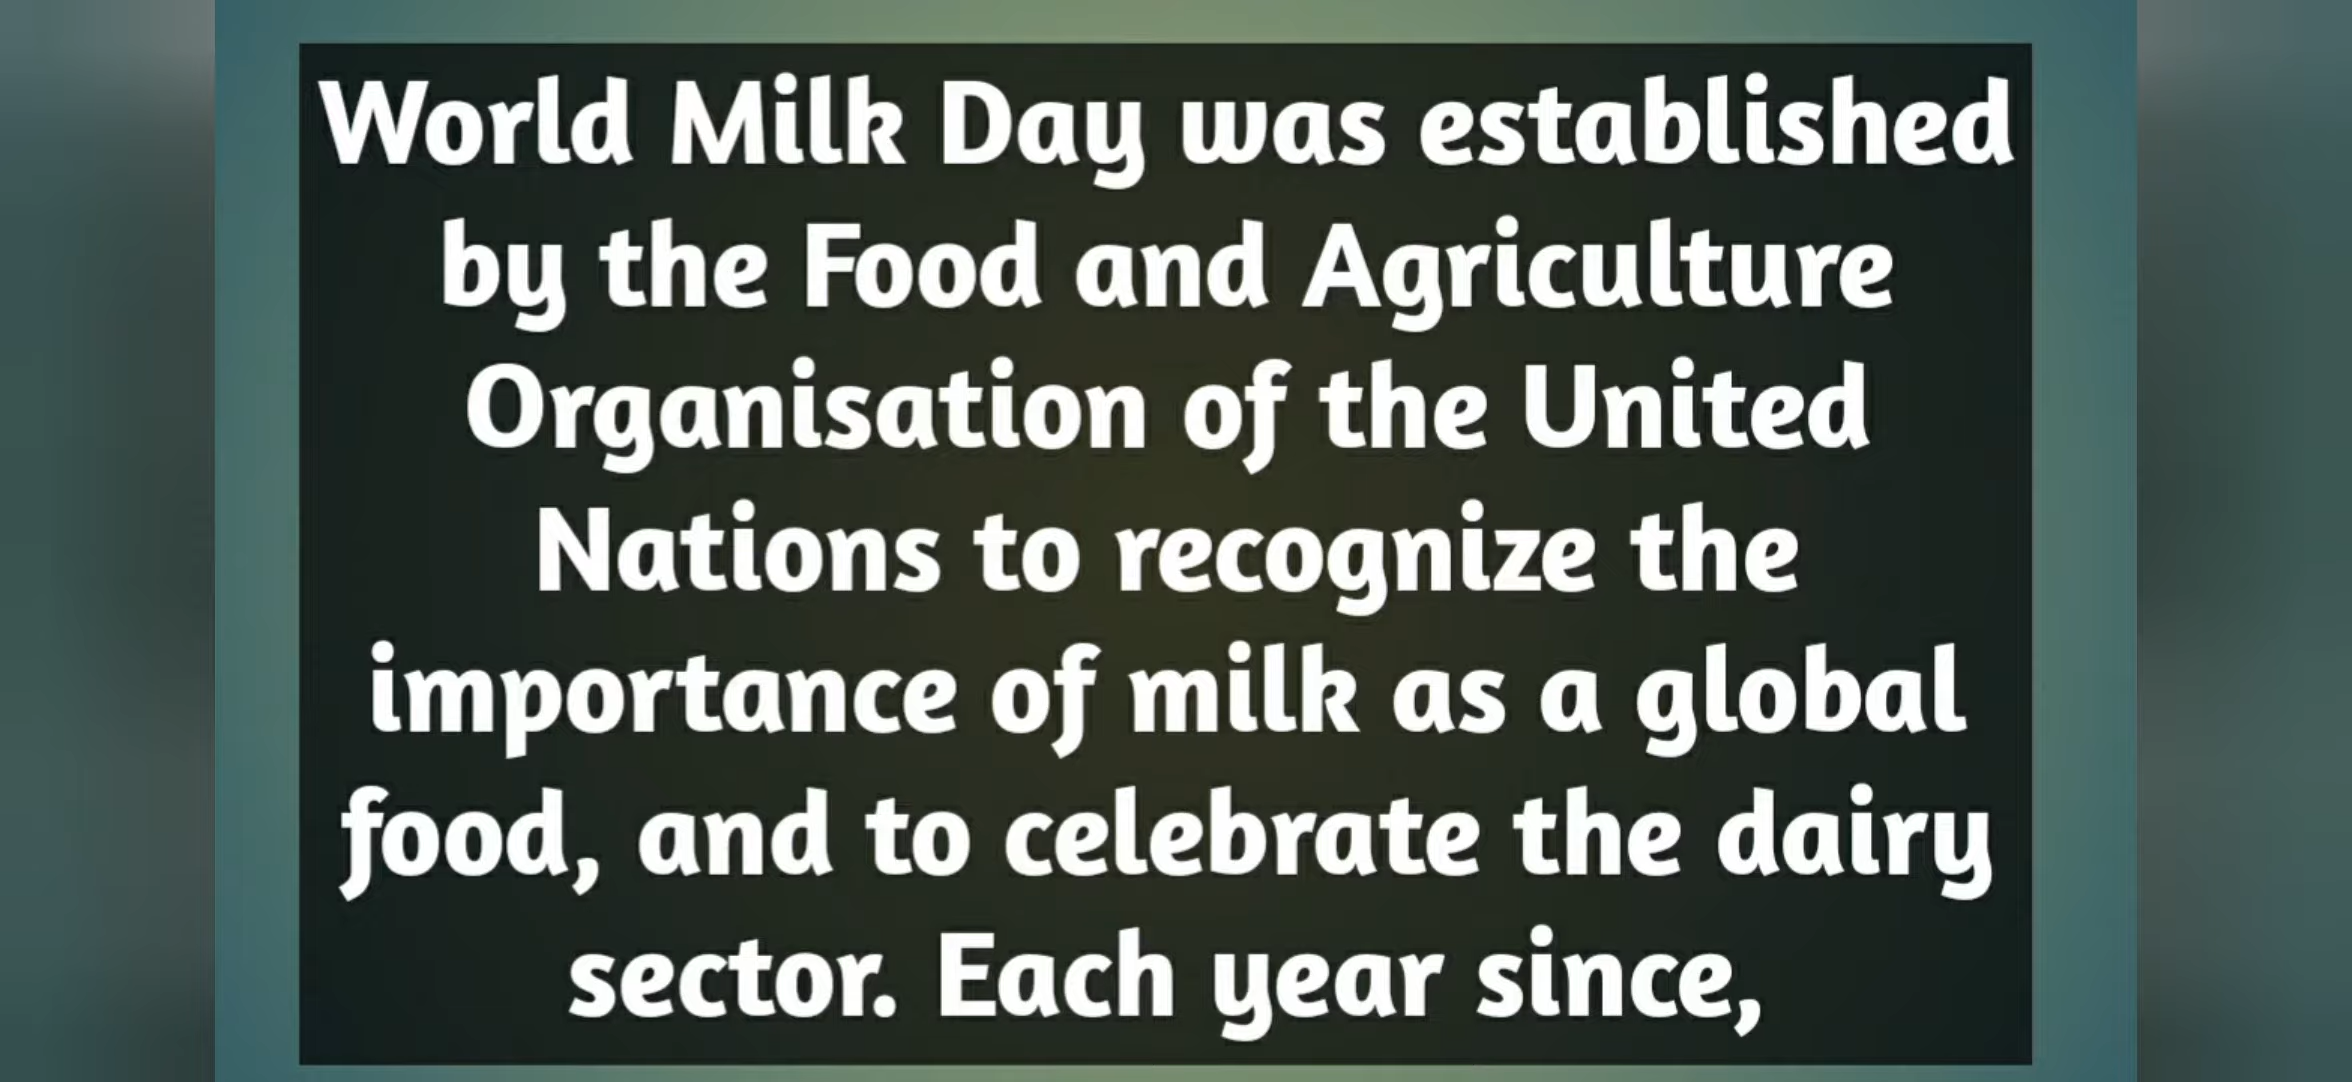 World Milk Day was established
by the Food and Agriculture
Organisation of the United
Nations to recognize the
importance of milk as a global
food, and to celebrate the dairy
sector. Each year since,